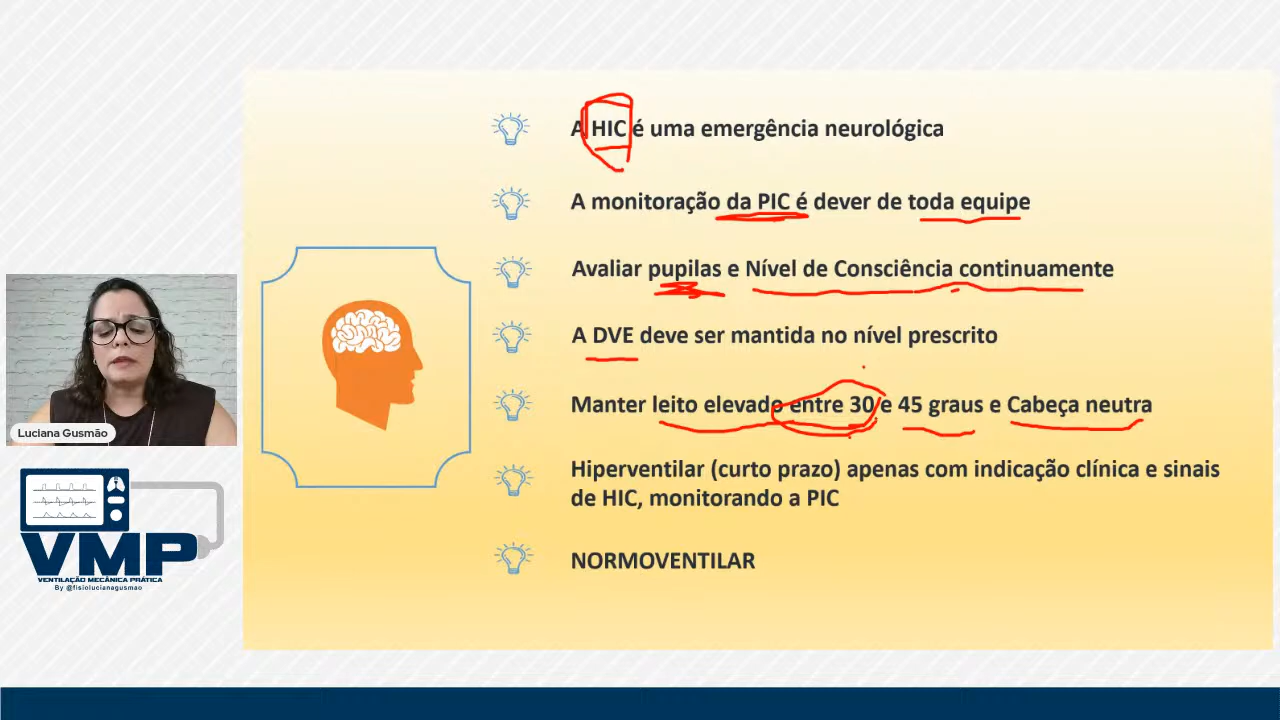 A HIC é uma emergência neurológica
A monitoração da PIC é dever de toda equipe
Avaliar pupilas e Nível de Consciência continuamente
A DVE deve ser mantida no nível prescrito
Manter leito elevado entre 30 e 45 graus e Cabeça neutra
Hiperventilar (curto prazo) apenas com indicação clínica e sinais
de HIC, monitorando a PIC
NORMOVENTILAR
Luciana Gusmão
VMP
VENTILAÇÃO MECÂNICA PRÁTICA
By @fisiolucianagusmao